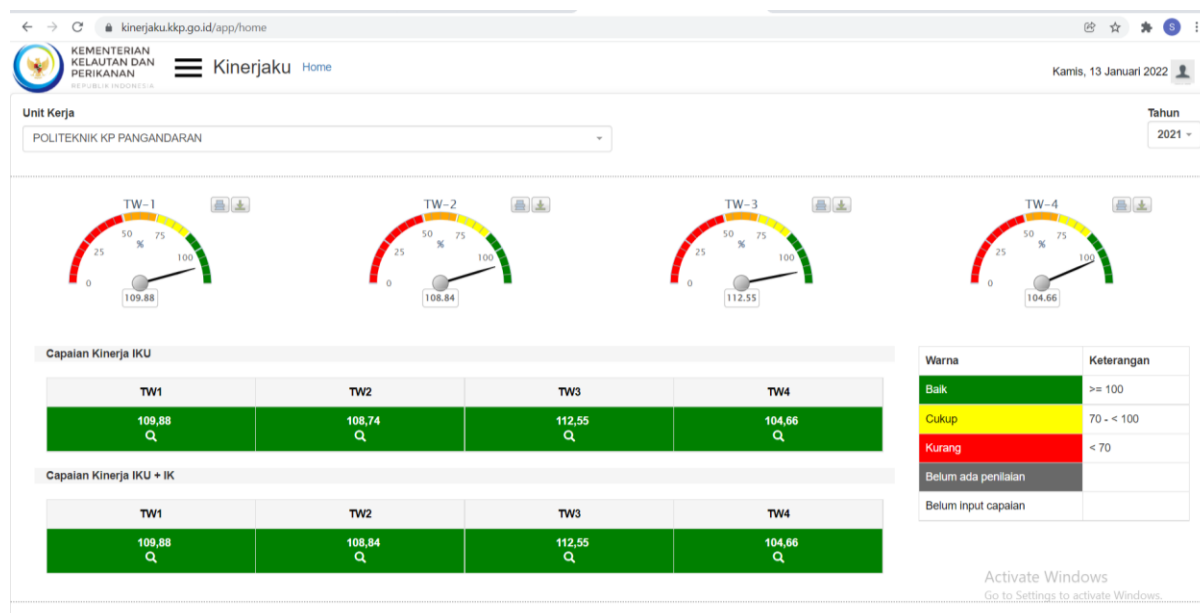 kinerjaku.kkp.go.id/app/home
S
KEMENTERIAN
KELAUTAN DAN
PERIKANAN
REPUBLIK INDONESIA
Kinerjaku Home
Kamis, 13 Januari 2022
Unit Kerja
Tahun
POLITEKNIK KP PANGANDARAN
2021
TW-1
0 25 50 75 100
%
109.88
TW-2
0 25 50 75 100
%
108.84
TW-3
0 25 50 75 100
%
112.55
TW-4
0 25 50 75 100
%
104.66
Capaian Kinerja IKU
TW1 TW2 TW3 TW4
109,88 108,74 112,55 104,66
Capaian Kinerja IKU + IK
TW1 TW2 TW3 TW4
109,88 108,84 112,55 104,66
Warna Keterangan
Baik >= 100
Cukup 70 - < 100
Kurang < 70
Belum ada penilaian
Belum input capaian
Activate Windows
Go to Settings to activate Windows.